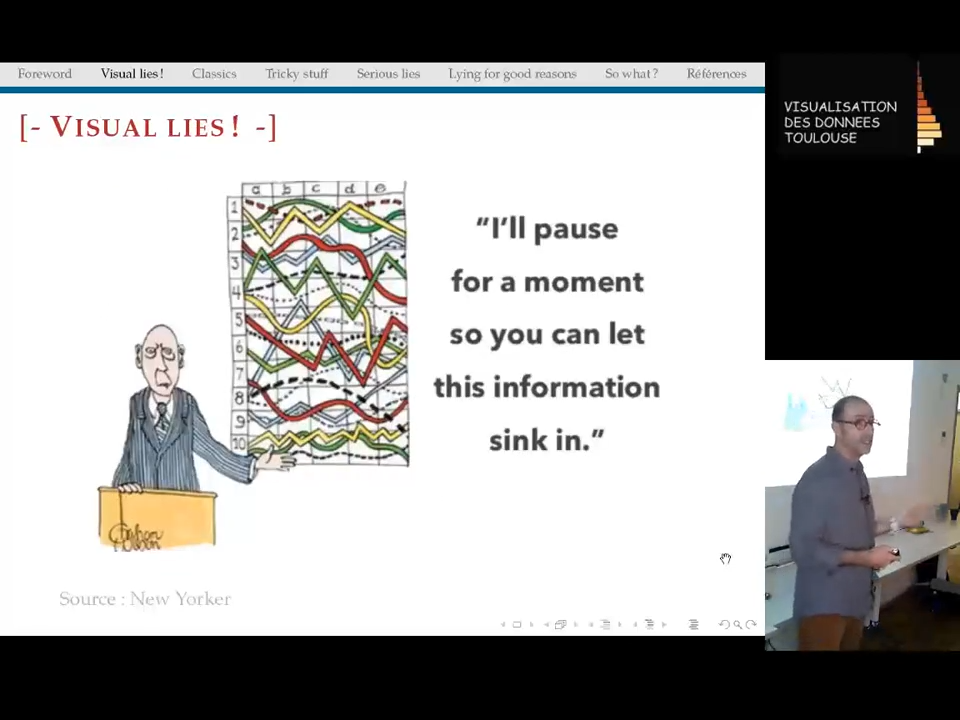 Foreword Visual lies! Classics Tricky stuff Serious lies Lying for good reasons So what? Références
[- VISUAL LIES! -]
VISUALISATION
DES DONNEES
TOULOUSE
a b c d e
1
2
3
4
5
6
7
8
9
10
“I’ll pause
for a moment
so you can let
this information
sink in.”
Source : New Yorker